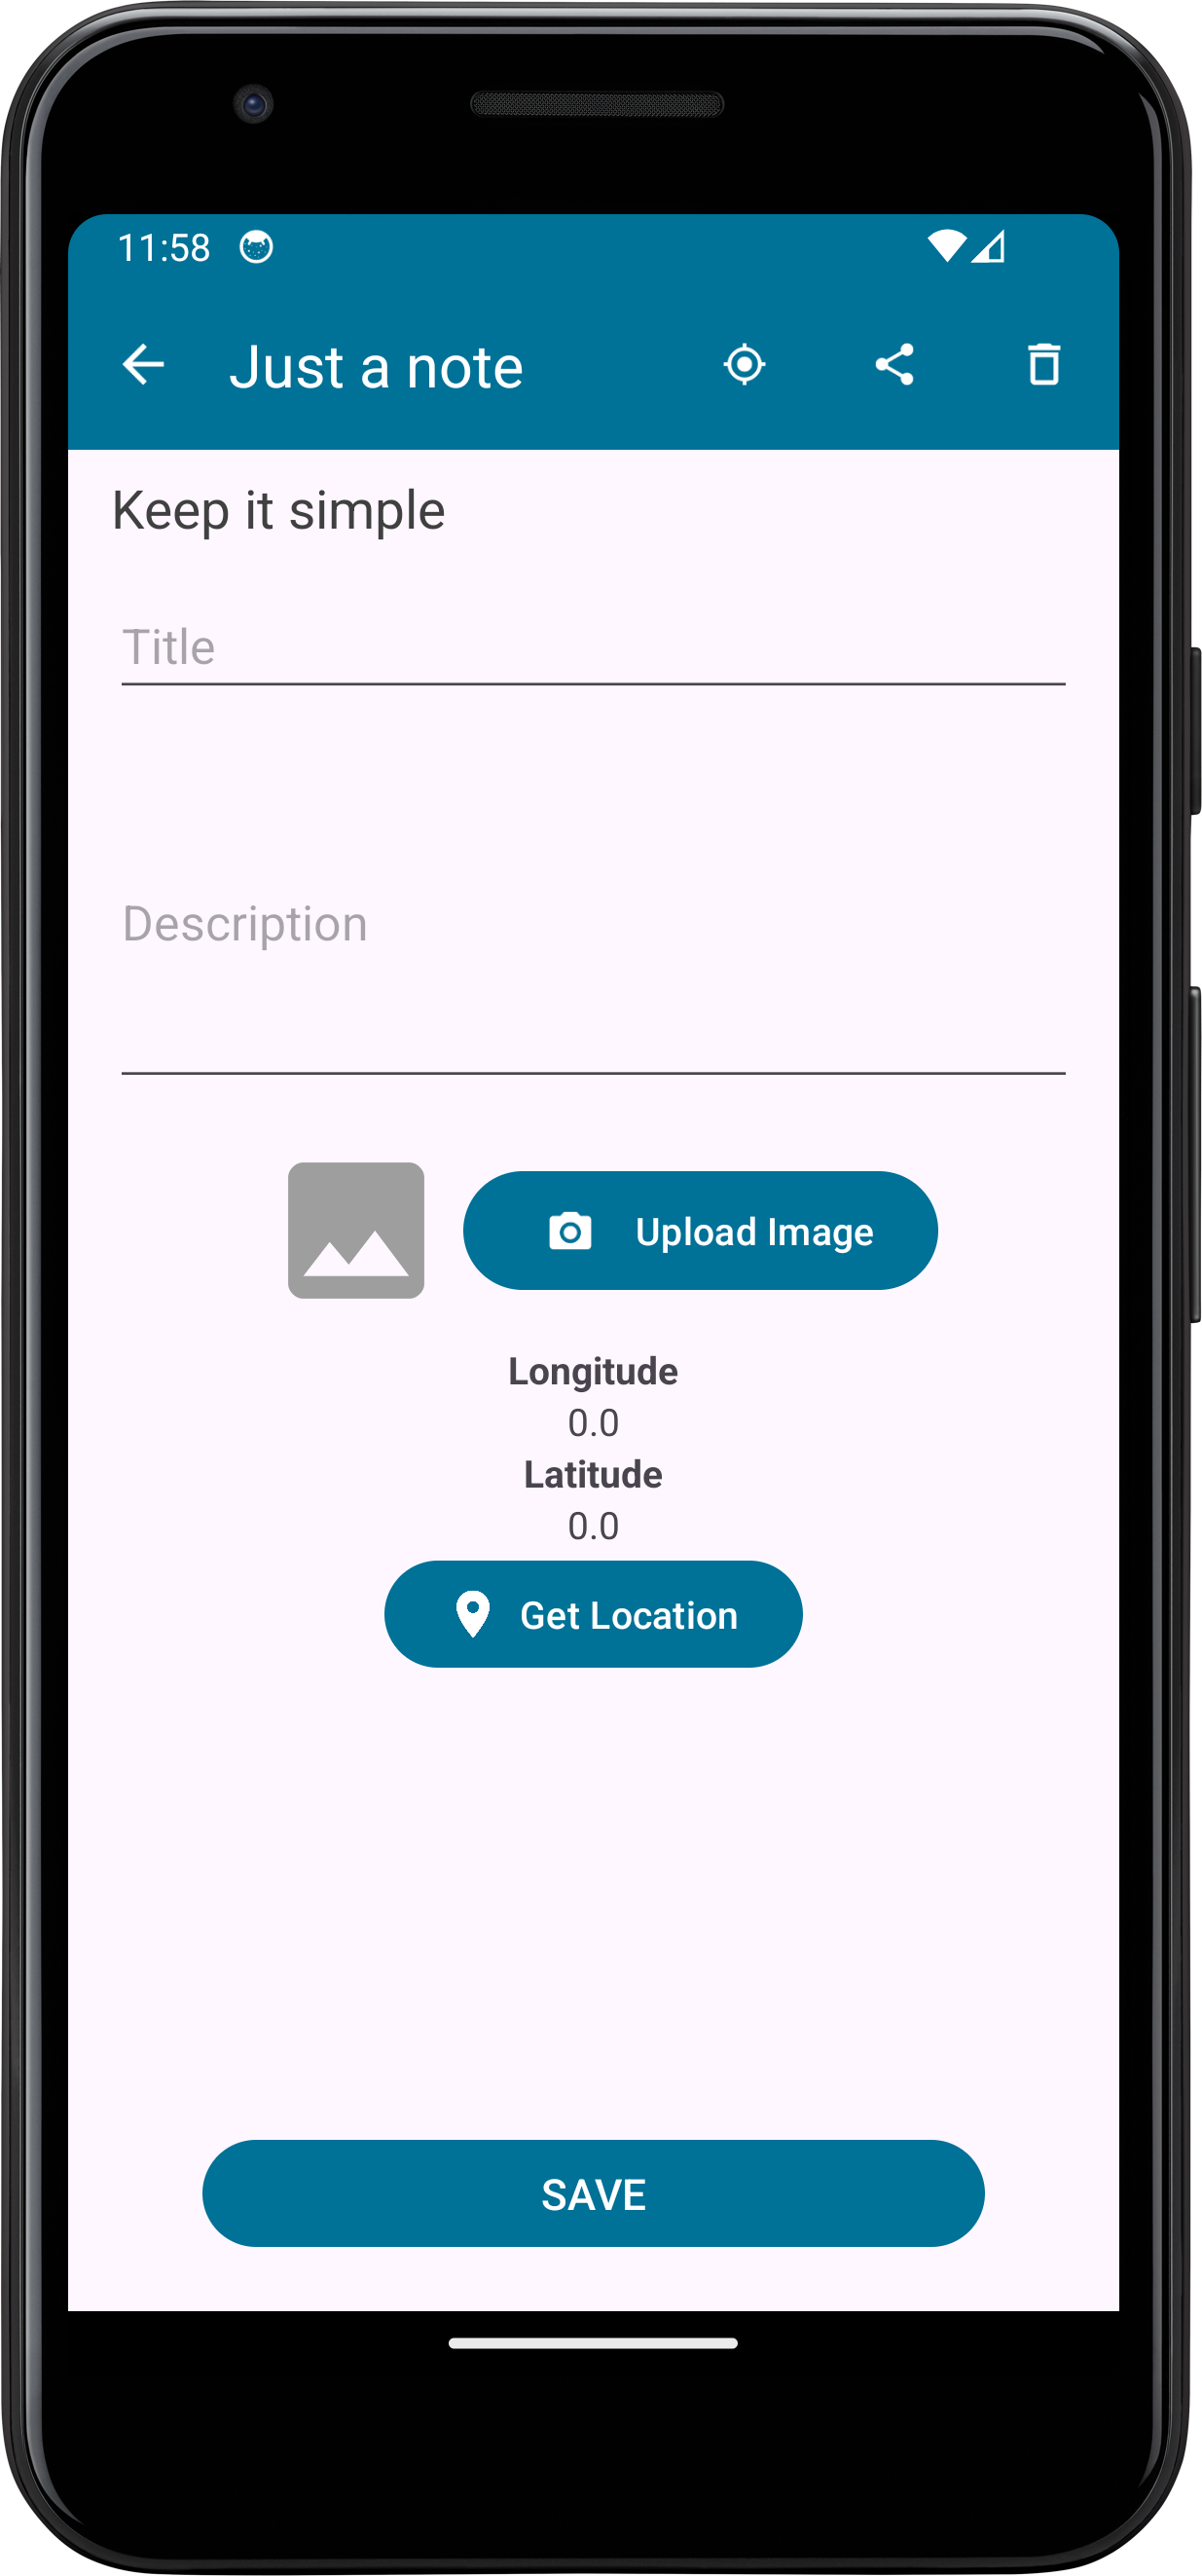 11:58
Just a note
Keep it simple
Title
Description
Upload Image
Longitude
0.0
Latitude
0.0
Get Location
SAVE